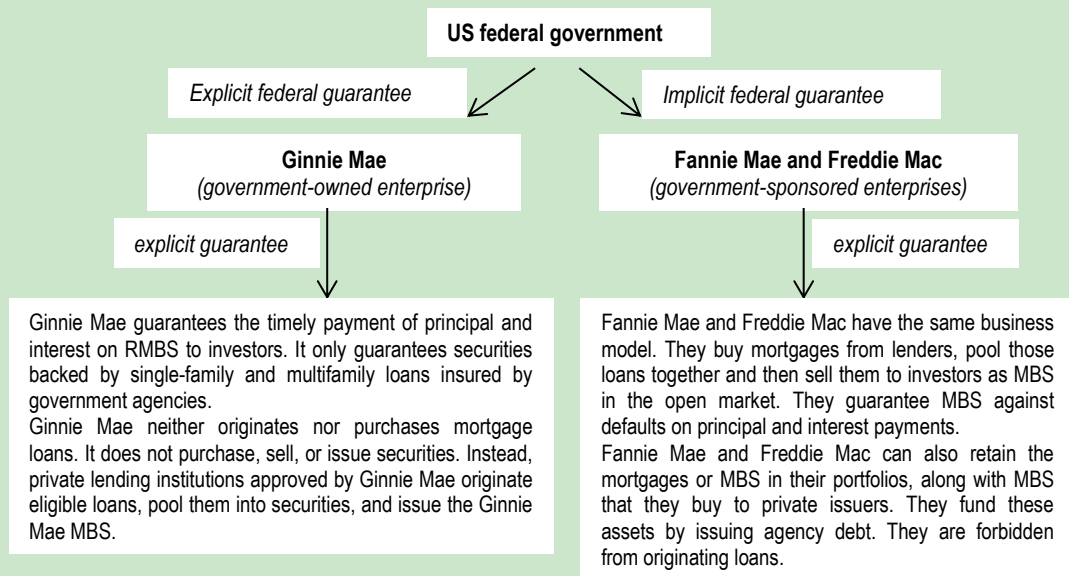 US federal government
Explicit federal guarantee
Implicit federal guarantee
Ginnie Mae
(government-owned enterprise)
Fannie Mae and Freddie Mac
(government-sponsored enterprises)
explicit guarantee
explicit guarantee
Ginnie Mae guarantees the timely payment of principal and
interest on RMBS to investors. It only guarantees securities
backed by single-family and multifamily loans insured by
government agencies.
Ginnie Mae neither originates nor purchases mortgage
loans. It does not purchase, sell, or issue securities. Instead,
private lending institutions approved by Ginnie Mae originate
eligible loans, pool them into securities, and issue the Ginnie
Mae MBS.
Fannie Mae and Freddie Mac have the same business
model. They buy mortgages from lenders, pool those
loans together and then sell them to investors as MBS
in the open market. They guarantee MBS against
defaults on principal and interest payments.
Fannie Mae and Freddie Mac can also retain the
mortgages or MBS in their portfolios, along with MBS
that they buy to private issuers. They fund these
assets by issuing agency debt. They are forbidden
from originating loans.